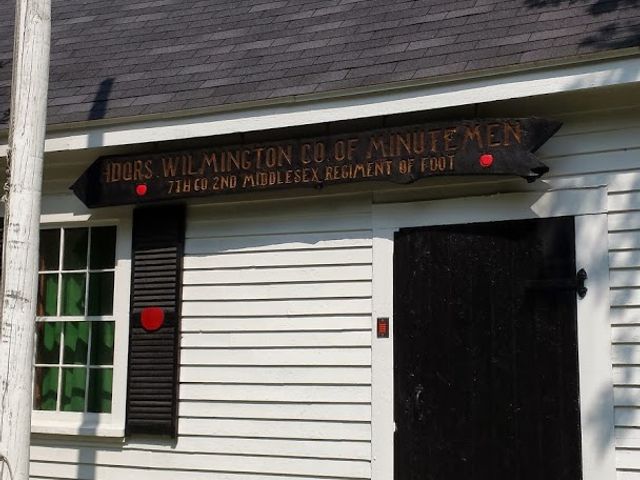 HDQRS. WILMINGTON CO. OF MINUTEMEN
7TH CO 2ND MIDDLESEX REGIMENT OF FOOT